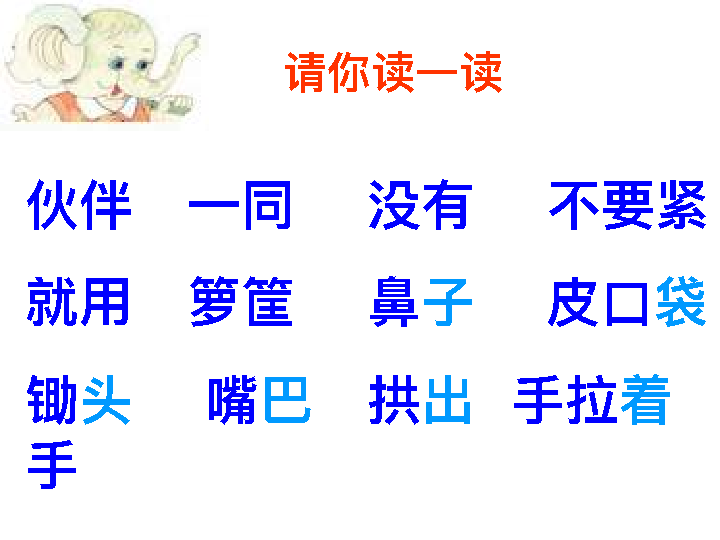 请你读一读
伙伴 一同 没有 不要紧
就用 箩筐 鼻子 皮口袋
锄头 嘴巴 拱出 手拉着
手